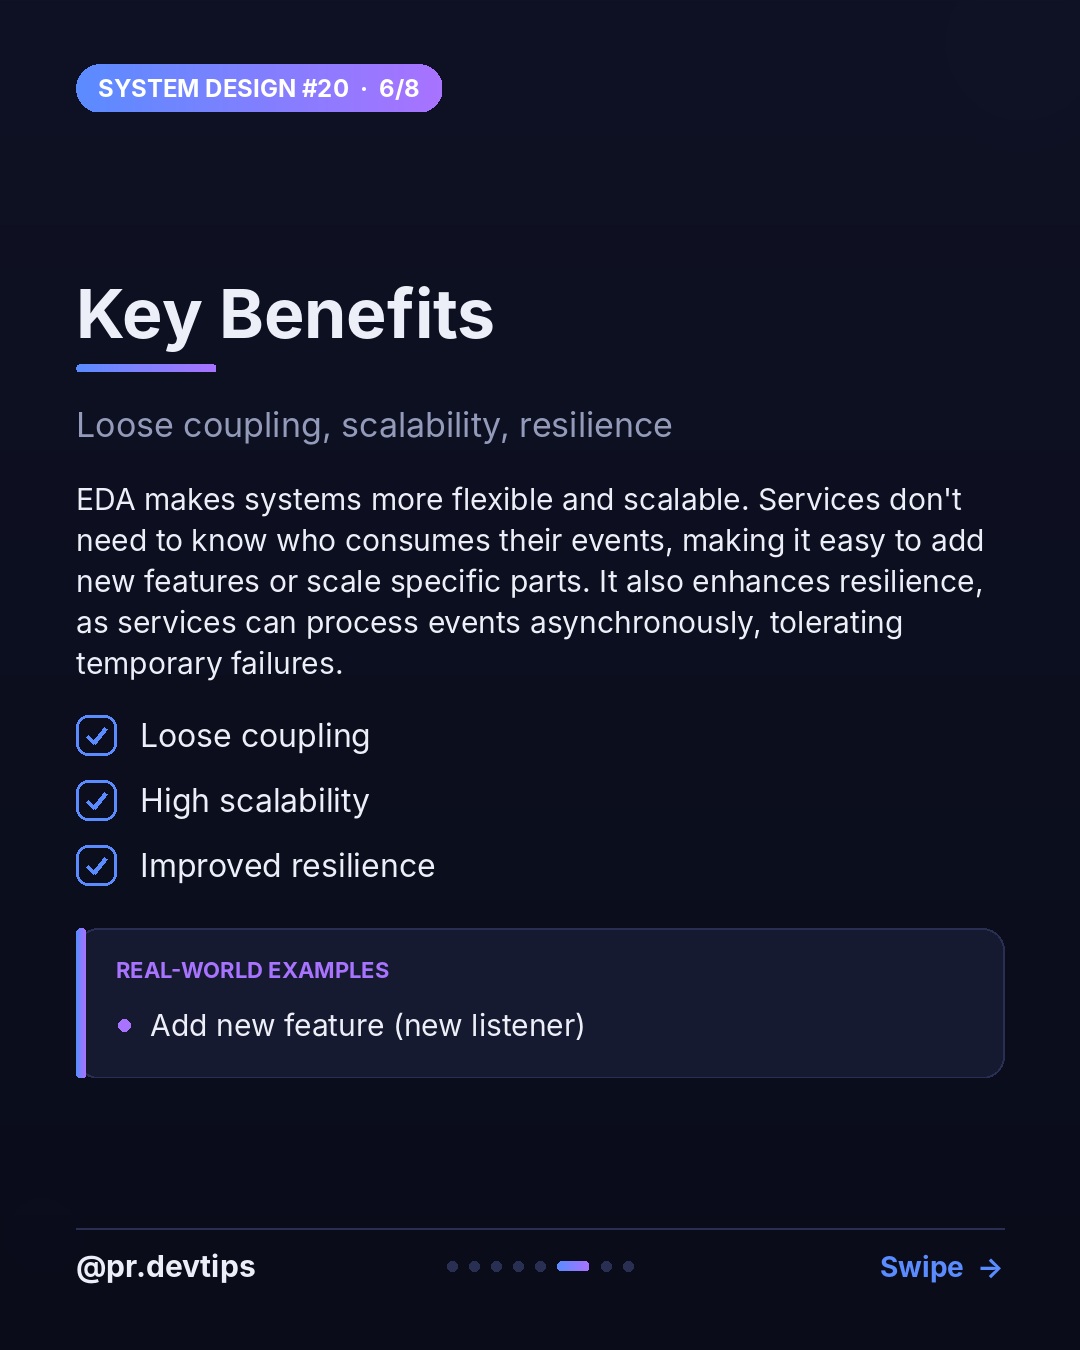 SYSTEM DESIGN #20 · 6/8
Key Benefits
Loose coupling, scalability, resilience
EDA makes systems more flexible and scalable. Services don't
need to know who consumes their events, making it easy to add
new features or scale specific parts. It also enhances resilience,
as services can process events asynchronously, tolerating
temporary failures.
Loose coupling
High scalability
Improved resilience
REAL-WORLD EXAMPLES
Add new feature (new listener)
@pr.devtips
Swipe →